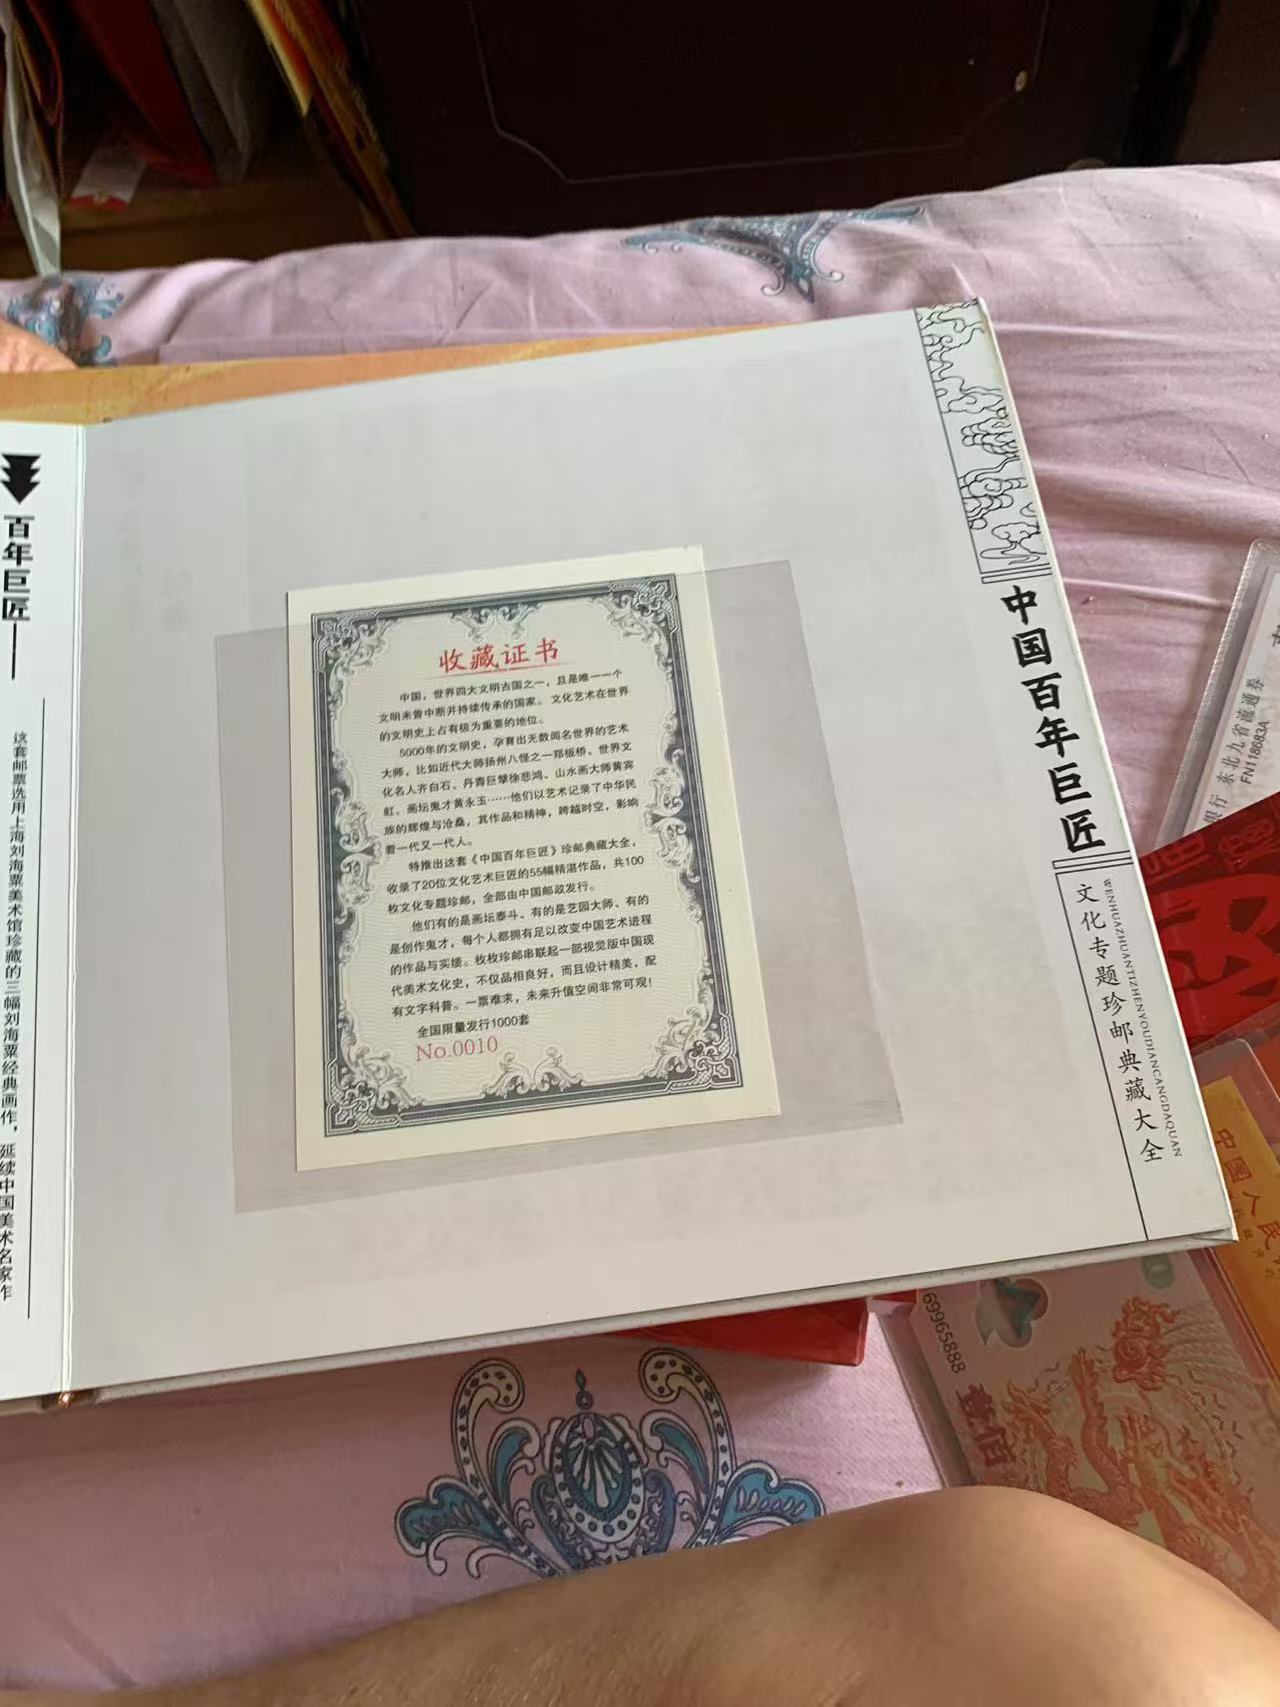 百年巨匠
这套邮票选用上海刘海粟美术馆珍藏的三幅刘海粟经典画作，延续中国美术名家作
收藏证书
中国，世界四大文明古国之一，且是唯一一个
文明未曾中断并持续传承的国家。文化艺术在世界
的文明史上占有极为重要的地位。
5000年的文明史，孕育出无数闻名世界的艺术
大师，比如近代大师扬州八怪之一郑板桥、世界文
化名人齐白石、丹青巨擘徐悲鸿、山水画大师黄宾
虹、画坛鬼才黄永玉……他们以艺术记录了中华民
族的辉煌与沧桑，其作品和精神，跨越时空，影响
着一代又一代人。
特推出这套《中国百年巨匠》珍邮典藏大全，
收录了20位文化艺术巨匠的55幅精湛作品，共100
枚文化专题珍邮，全部由中国邮政发行。
他们有的是画坛泰斗、有的是艺园大师、有的
是创作鬼才，每个人都拥有足以改变中国艺术进程
的作品与实绩。枚枚珍邮串联起一部视觉版中国现
代美术文化史，不仅品相良好，而且设计精美，配
有文字科普。一票难求，未来升值空间非常可观！
全国限量发行1000套
No.0010
中国百年巨匠
文化专题珍邮典藏大全
WENHUAZHUANTIZHENYOUDIANCANGDAQUAN
银行 东北九省流通券
FN118683A
中国人民
69965888
壹佰